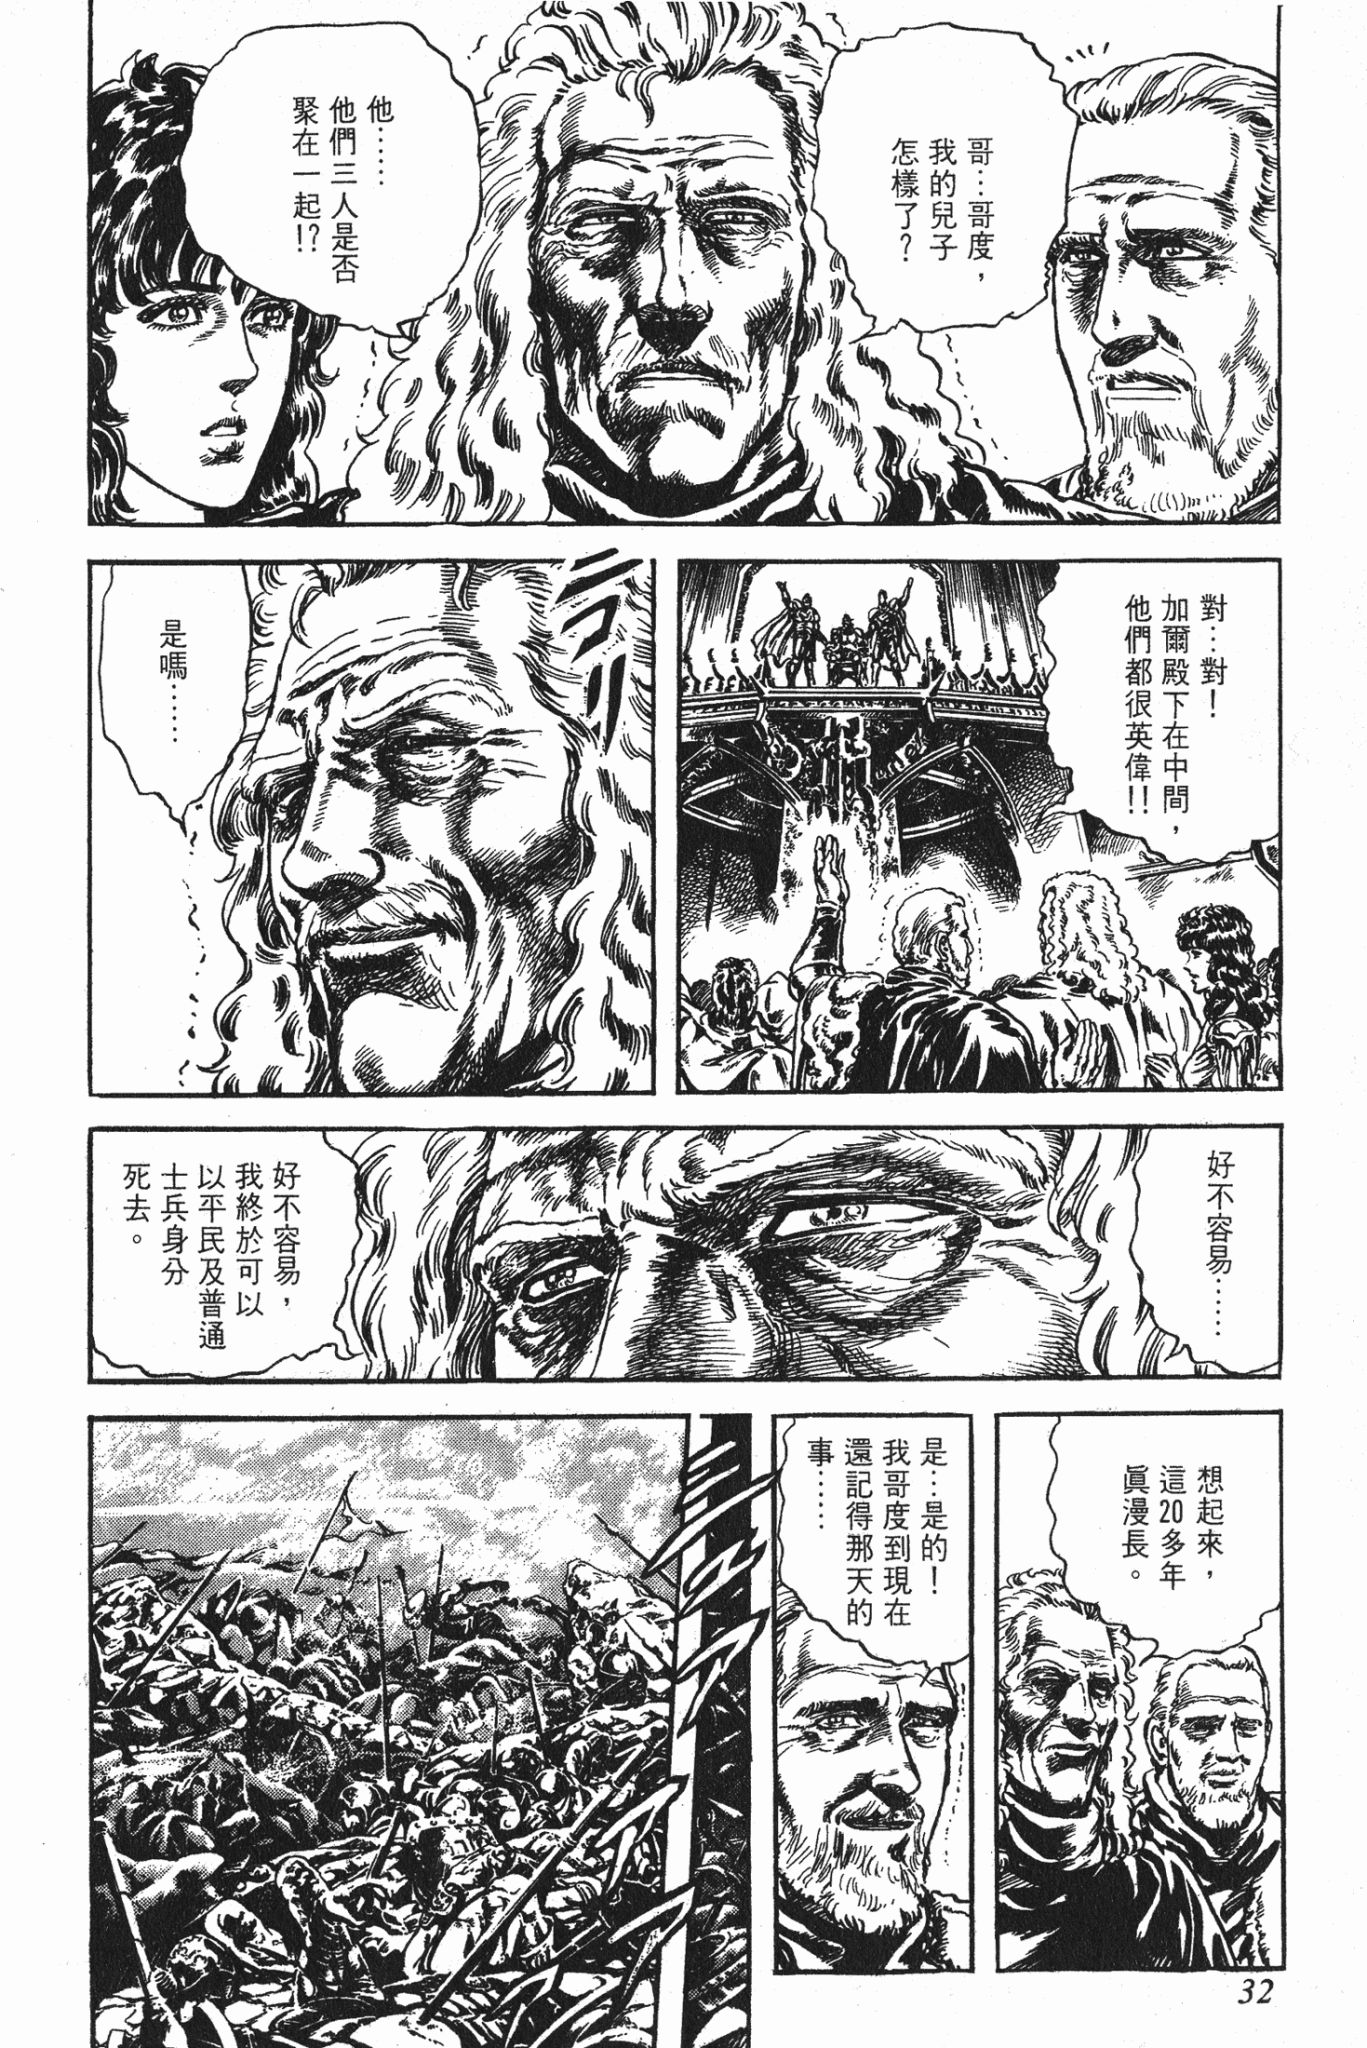 哥…哥度，
我的兒子
怎樣了？
他……
他們三人是否
聚在一起!?
對…對！
加爾殿下在中間，
他們都很英偉!!
ニコー
是嗎……
好不容易……
好不容易，
我終於可以
以平民及普通
士兵身分
死去。
想起來，
這20多年
眞漫長。
是…是的！
我哥度到現在
還記得那天的
事……
32